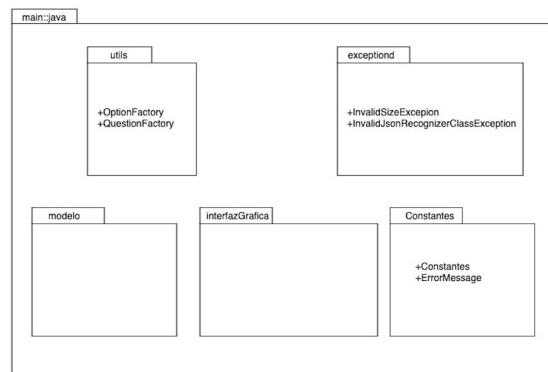 main::java
utils
+OptionFactory
+QuestionFactory
exceptiond
+InvalidSizeExcepion
+InvalidJsonRecognizerClassException
modelo
interfazGrafica
Constantes
+Constantes
+ErrorMessage